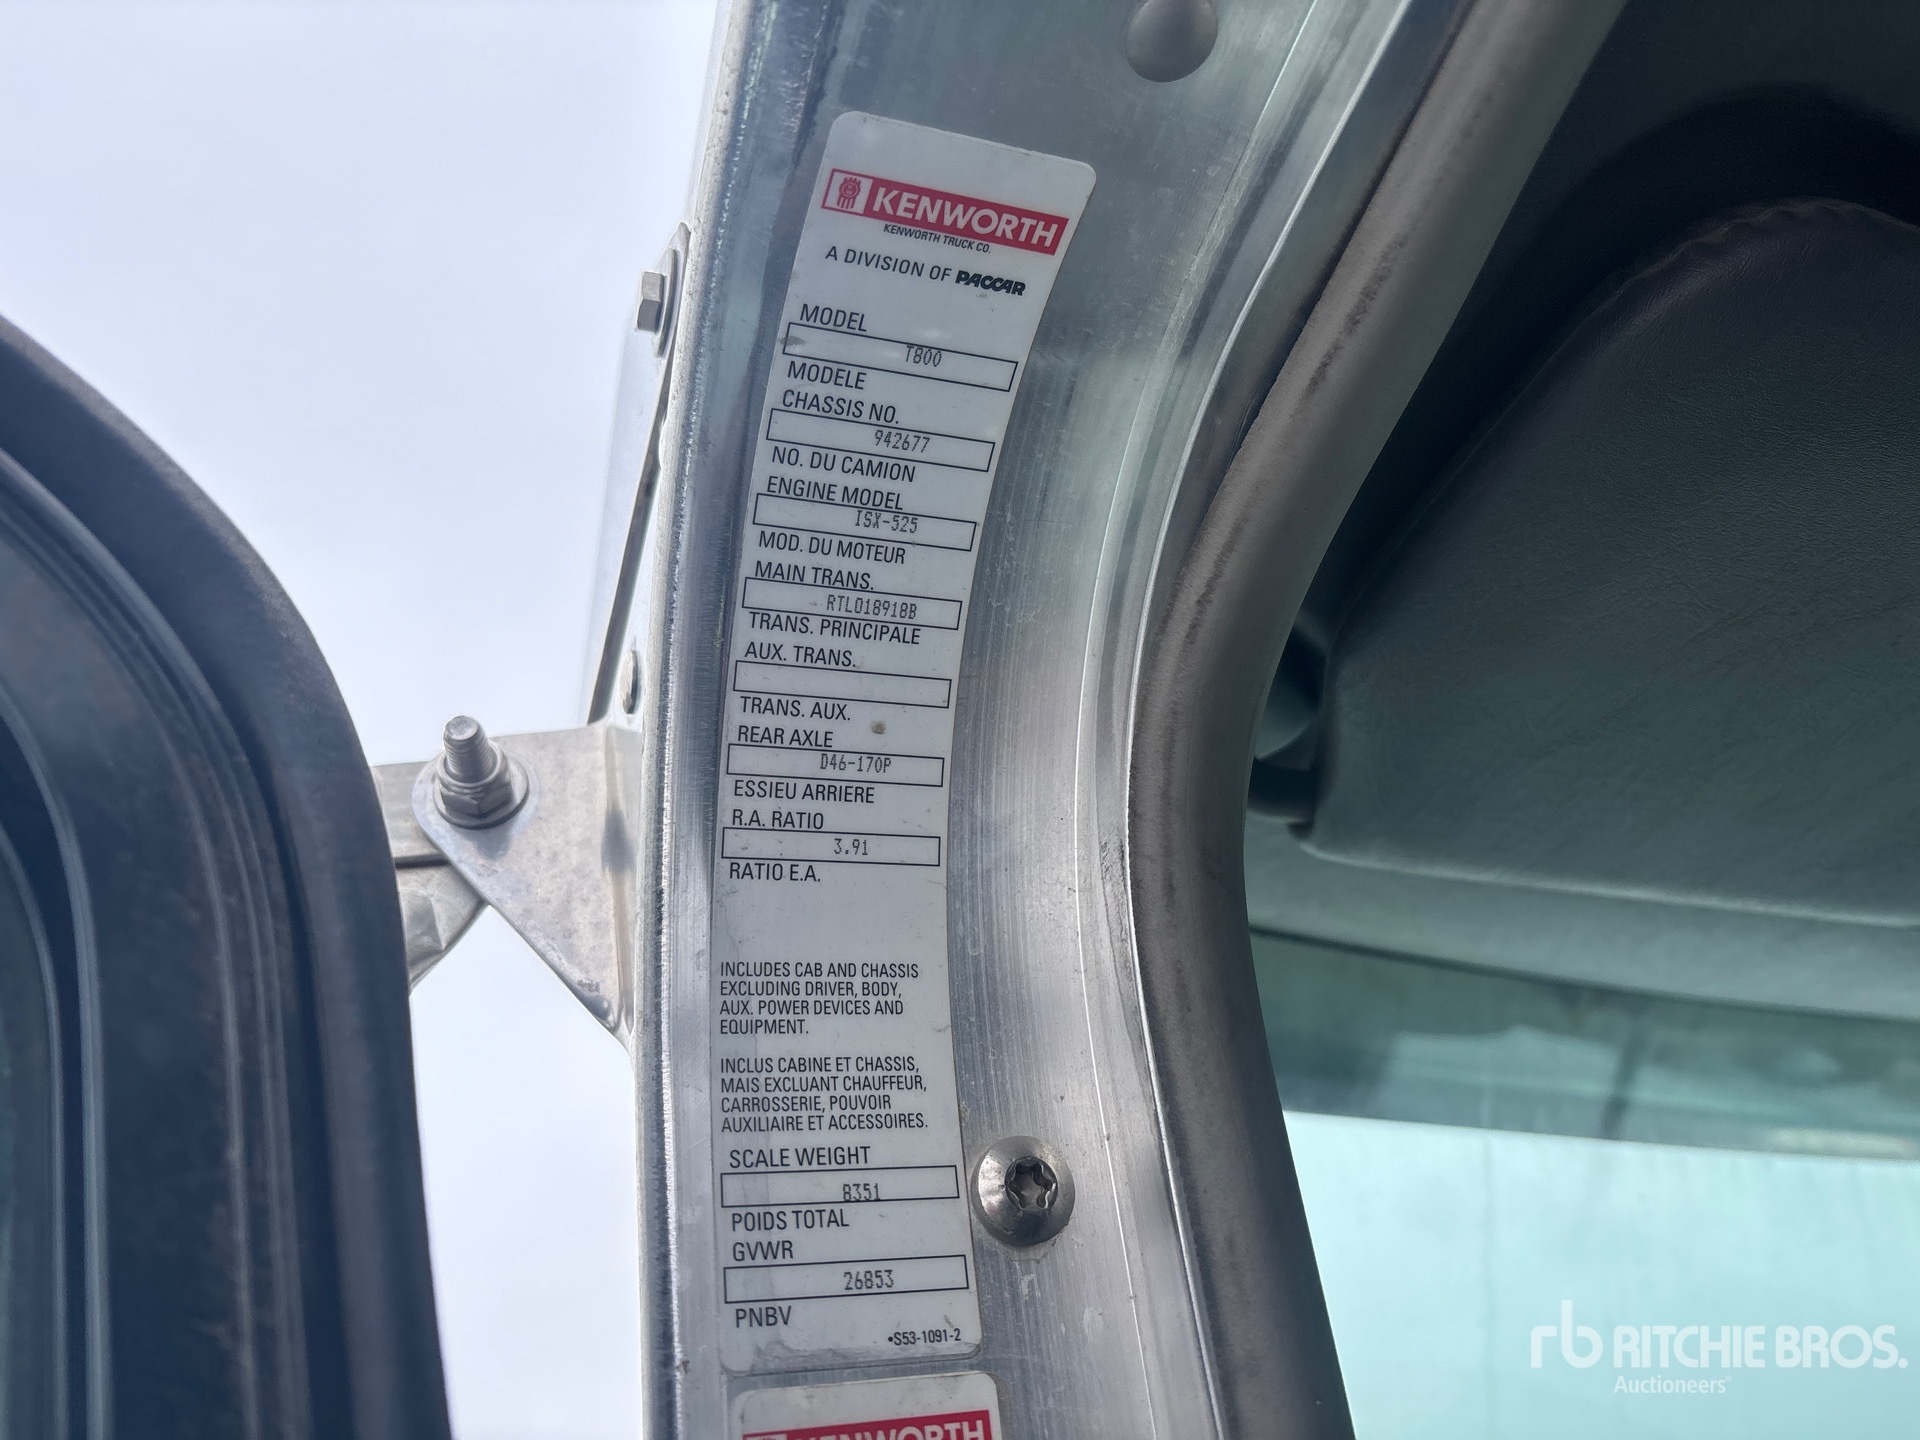 KENWORTH
KENWORTH TRUCK CO.
A DIVISION OF PACCAR
MODEL
T800
MODELE
CHASSIS NO.
942677
NO. DU CAMION
ENGINE MODEL
ISX-525
MOD. DU MOTEUR
MAIN TRANS.
RTLO18918B
TRANS. PRINCIPALE
AUX. TRANS.
TRANS. AUX.
REAR AXLE
D46-170P
ESSIEU ARRIERE
R.A. RATIO
3.91
RATIO E.A.
INCLUDES CAB AND CHASSIS
EXCLUDING DRIVER, BODY,
AUX. POWER DEVICES AND
EQUIPMENT.
INCLUS CABINE ET CHASSIS,
MAIS EXCLUANT CHAUFFEUR,
CARROSSERIE, POUVOIR
AUXILIAIRE ET ACCESSOIRES.
SCALE WEIGHT
8351
POIDS TOTAL
GVWR
26853
PNBV
•S53-1091-2
KENWORTH
rb RITCHIE BROS.
Auctioneers